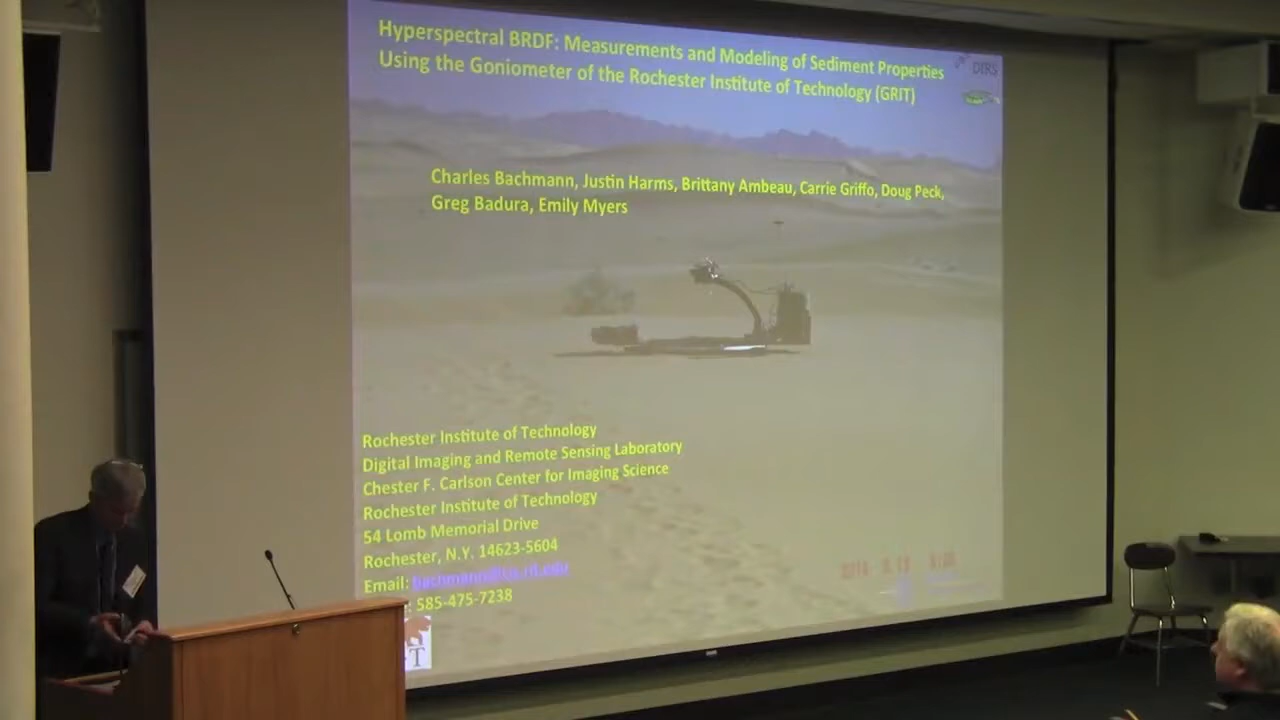 Hyperspectral BRDF: Measurements and Modeling of Sediment Properties
Using the Goniometer of the Rochester Institute of Technology (GRIT)
DIRS
Charles Bachmann, Justin Harms, Brittany Ambeau, Carrie Griffo, Doug Peck,
Greg Badura, Emily Myers
Rochester Institute of Technology
Digital Imaging and Remote Sensing Laboratory
Chester F. Carlson Center for Imaging Science
Rochester Institute of Technology
54 Lomb Memorial Drive
Rochester, N.Y. 14623-5604
Email:
: 585-475-7238